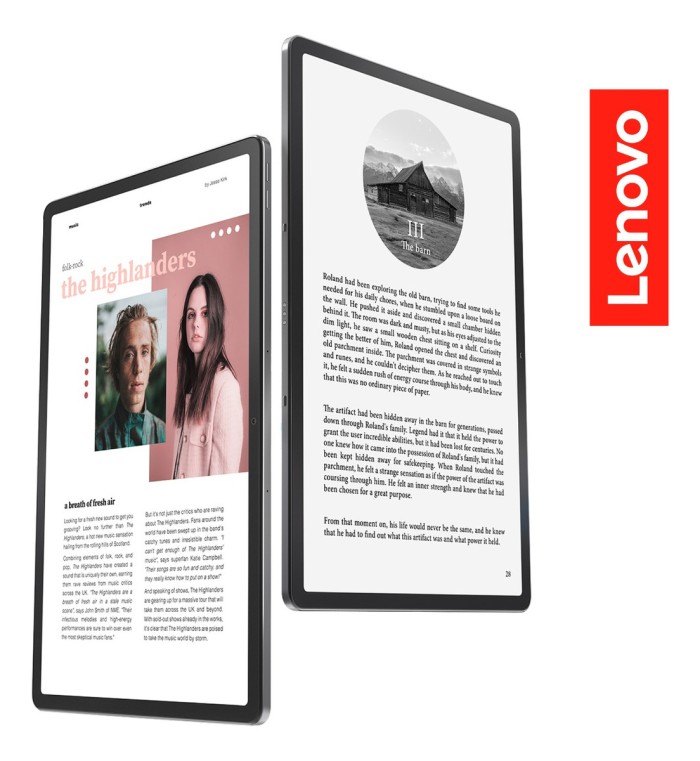 music
trends
by Jesse Kirk
folk-rock
the highlanders
a breath of fresh air
Looking for a fresh new sound to get you
grooving? Look no further than The
Highlanders, a hot new music sensation
hailing from the rolling hills of Scotland.
Combining elements of folk, rock, and
pop, The Highlanders have created a
sound that is uniquely their own, earning
them rave reviews from music critics
across the UK. "The Highlanders are a
breath of fresh air in a stale music
scene", says John Smith of NME. "Their
infectious melodies and high-energy
performances are sure to win over even
the most skeptical music fans."
But it's not just the critics who are raving
about The Highlanders. Fans around the
world have been swept up in the band's
catchy tunes and irresistible charm. "I
can't get enough of The Highlanders'
music", says superfan Katie Campbell.
"Their songs are so fun and catchy, and
they really know how to put on a show!"
And speaking of shows, The Highlanders
are gearing up for a massive tour that will
take them across the UK and beyond.
With sold-out shows already in the works,
it's clear that The Highlanders are poised
to take the music world by storm.
III
The barn
Roland had been exploring the old barn, trying to find some tools he
needed for his daily chores, when he stumbled upon a loose board on
the wall. He pushed it aside and discovered a small chamber hidden
behind it. The room was dark and musty, but as his eyes adjusted to the
dim light, he saw a small wooden chest sitting on a shelf. Curiosity
getting the better of him, Roland opened the chest and discovered an
old parchment inside. The parchment was covered in strange symbols
and runes, and he couldn't decipher them. As he reached out to touch
it, he felt a sudden rush of energy course through his body, and he knew
that this was no ordinary piece of paper.
The artifact had been hidden away in the barn for generations, passed
down through Roland's family. Legend had it that it held the power to
grant the user incredible abilities, but it had been lost for centuries. No
one knew how it came into the possession of Roland's family, but it had
been kept hidden away for safekeeping. When Roland touched the
parchment, he felt a strange sensation as if the power of the artifact was
coursing through him. He felt an inner strength and knew that he had
been chosen for a great purpose.
From that moment on, his life would never be the same, and he knew
that he had to find out what this artifact was and what power it held.
28
Lenovo